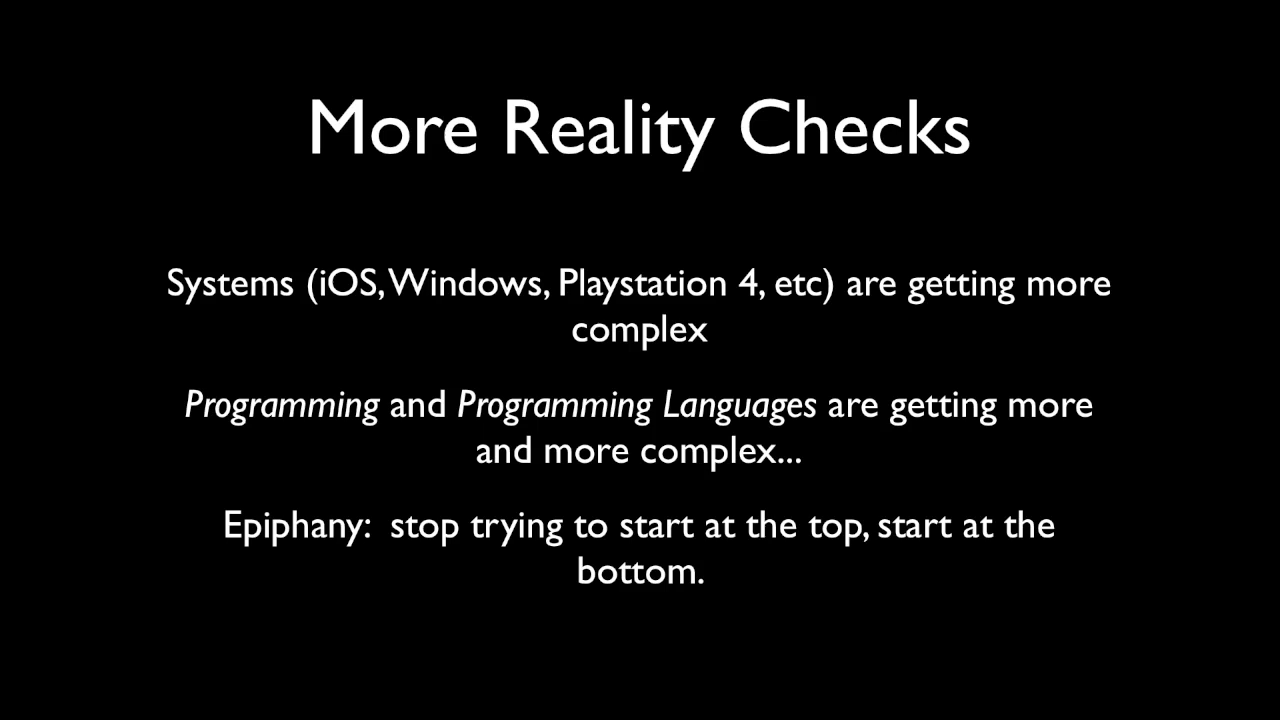 More Reality Checks
Systems (iOS, Windows, Playstation 4, etc) are getting more
complex
Programming and Programming Languages are getting more
and more complex...
Epiphany:  stop trying to start at the top, start at the
bottom.